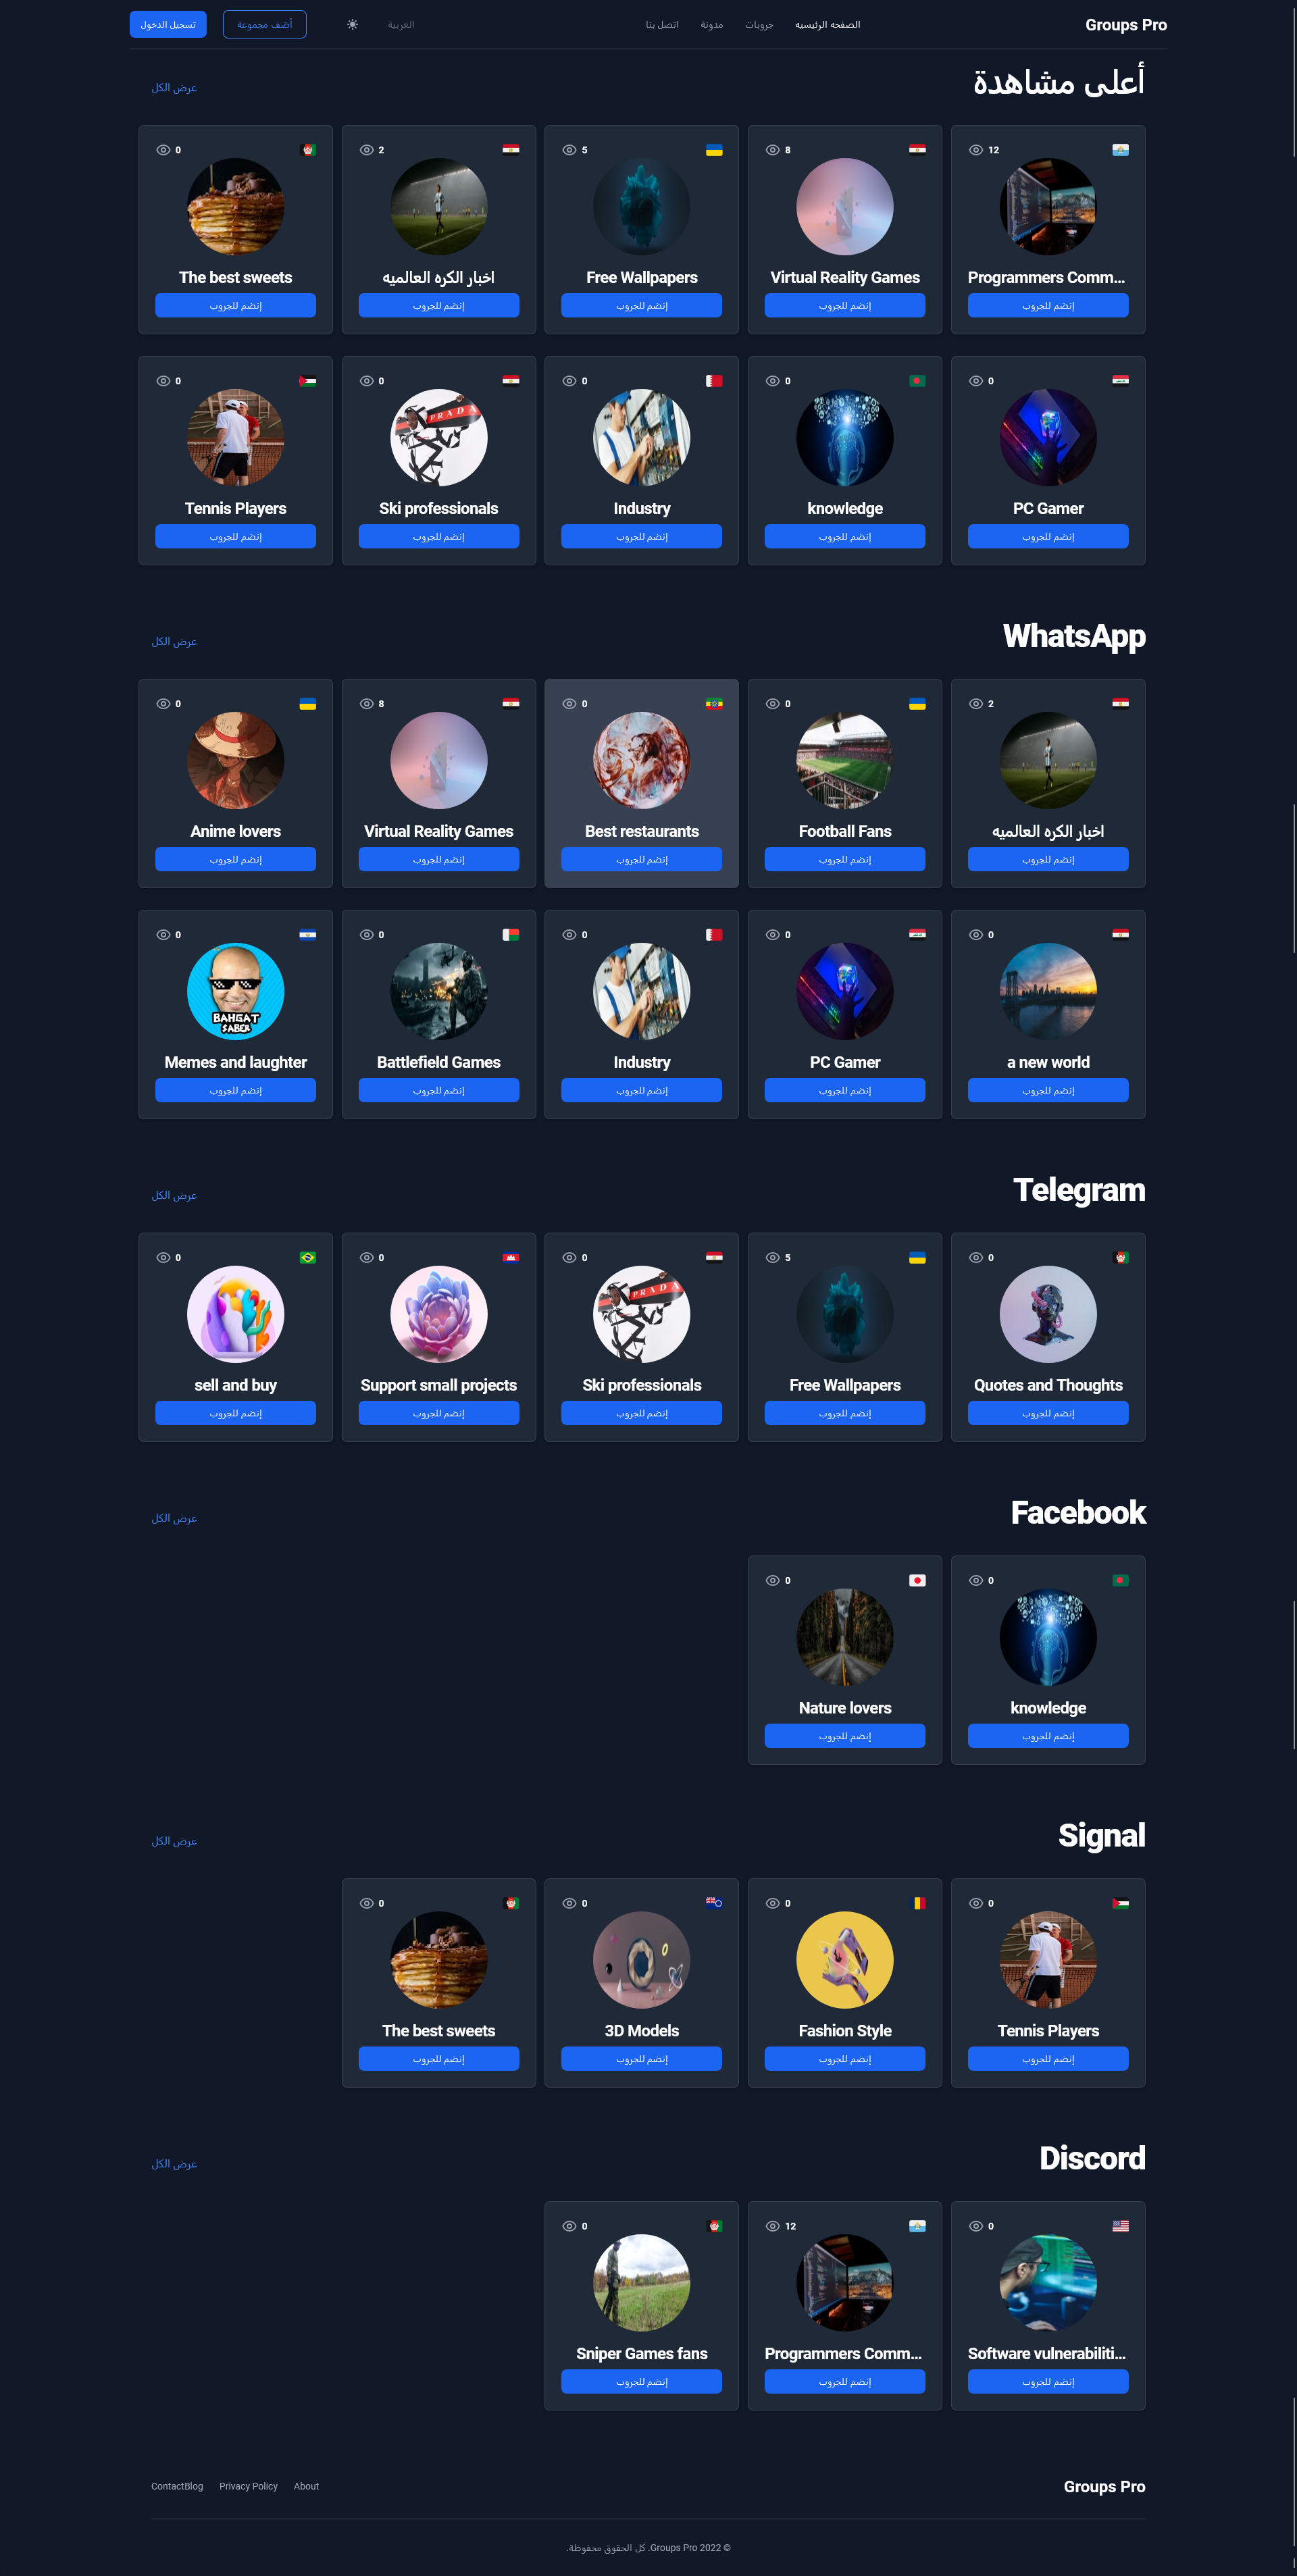 Groups Pro
الصفحه الرئيسيه
جروبات
مدونة
اتصل بنا
العربية
أضف مجموعة
تسجيل الدخول
أعلى مشاهدة
عرض الكل
12
8
5
2
0
Programmers Comm...
Virtual Reality Games
Free Wallpapers
اخبار الكره العالميه
The best sweets
إنضم للجروب
إنضم للجروب
إنضم للجروب
إنضم للجروب
إنضم للجروب
0
0
0
0
0
PC Gamer
knowledge
Industry
PRADA
Ski professionals
Tennis Players
إنضم للجروب
إنضم للجروب
إنضم للجروب
إنضم للجروب
إنضم للجروب
WhatsApp
عرض الكل
2
0
0
8
0
اخبار الكره العالميه
Football Fans
Best restaurants
Virtual Reality Games
Anime lovers
إنضم للجروب
إنضم للجروب
إنضم للجروب
إنضم للجروب
إنضم للجروب
0
0
0
0
0
a new world
PC Gamer
Industry
Battlefield Games
BAHGAT
SABER
Memes and laughter
إنضم للجروب
إنضم للجروب
إنضم للجروب
إنضم للجروب
إنضم للجروب
Telegram
عرض الكل
0
5
0
0
0
Quotes and Thoughts
Free Wallpapers
PRADA
Ski professionals
Support small projects
sell and buy
إنضم للجروب
إنضم للجروب
إنضم للجروب
إنضم للجروب
إنضم للجروب
Facebook
عرض الكل
0
0
knowledge
Nature lovers
إنضم للجروب
إنضم للجروب
Signal
عرض الكل
0
0
0
0
Tennis Players
Fashion Style
3D Models
The best sweets
إنضم للجروب
إنضم للجروب
إنضم للجروب
إنضم للجروب
Discord
عرض الكل
0
12
0
Software vulnerabiliti...
Programmers Comm...
Sniper Games fans
إنضم للجروب
إنضم للجروب
إنضم للجروب
Groups Pro
About
Privacy Policy
ContactBlog
© 2022 Groups Pro. كل الحقوق محفوظة.